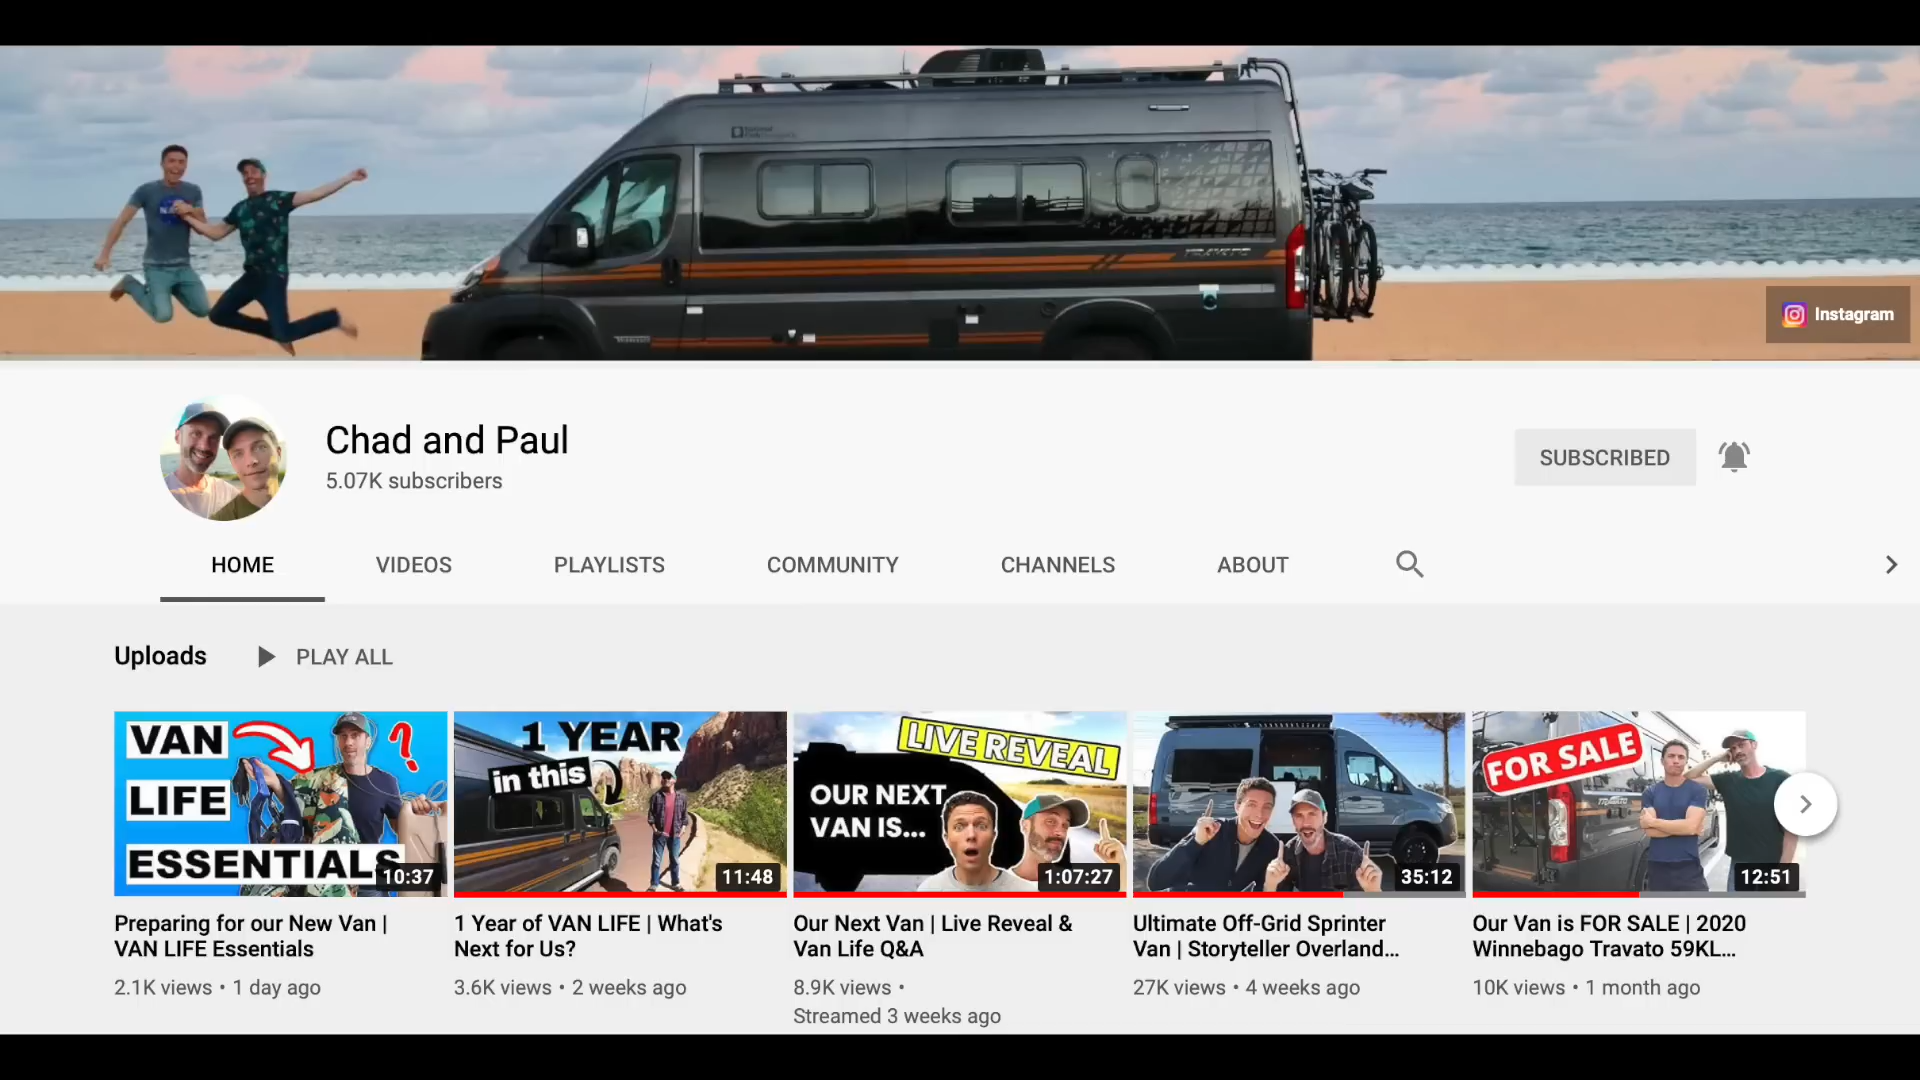 TRAVATO
Instagram
Chad and Paul
5.07K subscribers
SUBSCRIBED
HOME
VIDEOS
PLAYLISTS
COMMUNITY
CHANNELS
ABOUT
Uploads
PLAY ALL
VAN
LIFE
ESSENTIALS
?
10:37
1 YEAR
in this
11:48
LIVE REVEAL
OUR NEXT
VAN IS...
1:07:27
35:12
FOR SALE
12:51
Preparing for our New Van |
VAN LIFE Essentials
2.1K views • 1 day ago
1 Year of VAN LIFE | What's
Next for Us?
3.6K views • 2 weeks ago
Our Next Van | Live Reveal &
Van Life Q&A
8.9K views •
Streamed 3 weeks ago
Ultimate Off-Grid Sprinter
Van | Storyteller Overland...
27K views • 4 weeks ago
Our Van is FOR SALE | 2020
Winnebago Travato 59KL...
10K views • 1 month ago